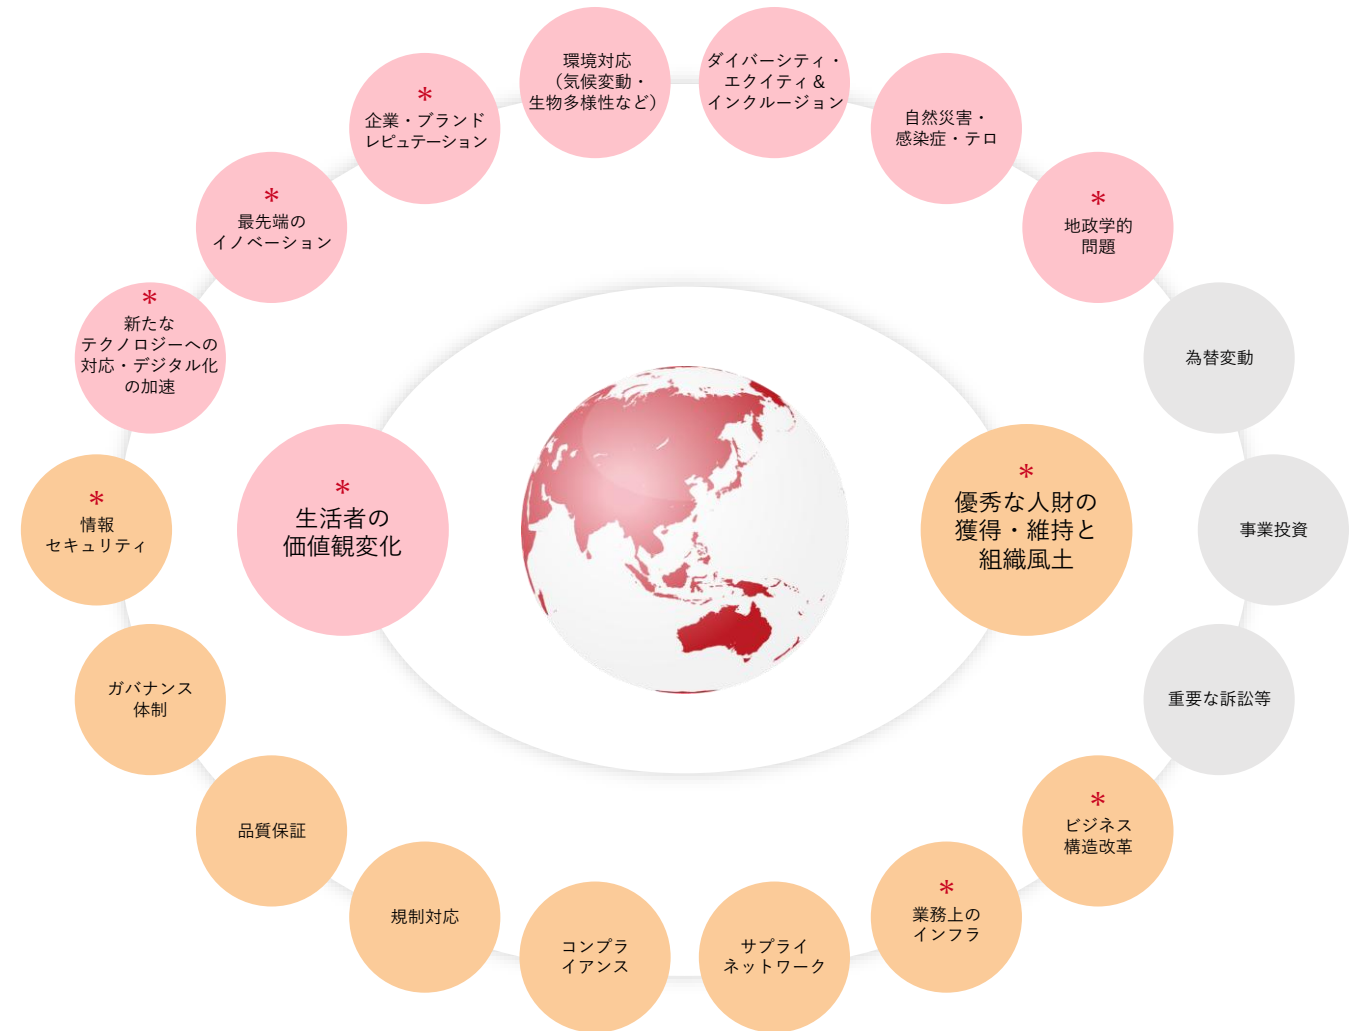 環境対応
（気候変動・
生物多様性など）
ダイバーシティ・
エクイティ＆
インクルージョン
＊
企業・ブランド
レピュテーション
自然災害・
感染症・テロ
＊
最先端の
イノベーション
＊
地政学的
問題
＊
新たな
テクノロジーへの
対応・デジタル化
の加速
為替変動
＊
情報
セキュリティ
＊
生活者の
価値観変化
＊
優秀な人財の
獲得・維持と
組織風土
事業投資
ガバナンス
体制
重要な訴訟等
品質保証
＊
ビジネス
構造改革
規制対応
＊
業務上の
インフラ
コンプラ
イアンス
サプライ
ネットワーク